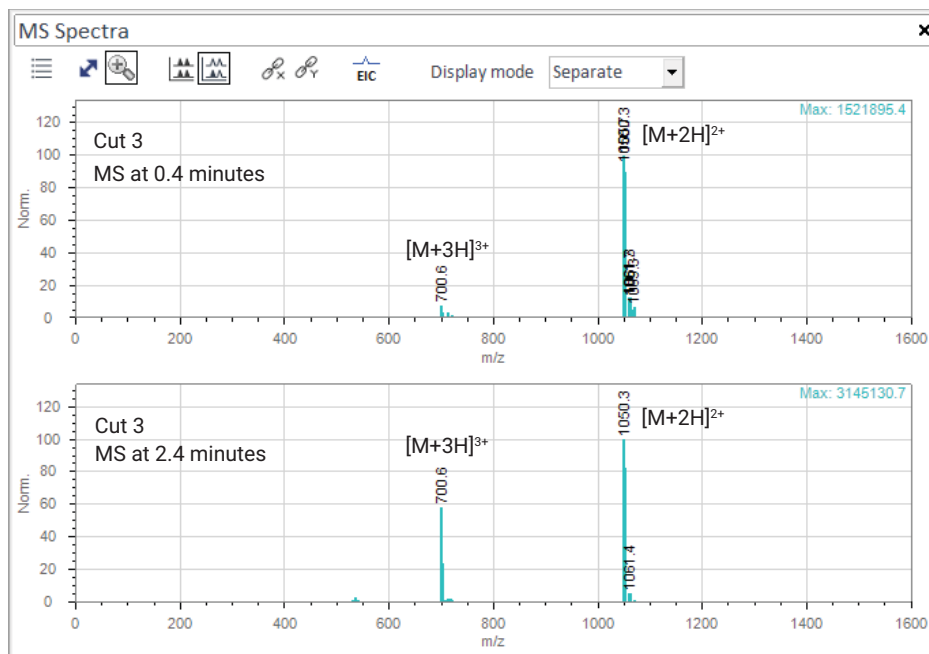 MS Spectra
EIC
Display mode Separate
Max: 1521895.4
Cut 3
MS at 0.4 minutes
[M+2H]²⁺
[M+3H]³⁺
700.6
1050.3
Norm.
120
100
80
60
40
20
0
0 200 400 600 800 1000 1200 1400 1600
m/z
Max: 3145130.7
Cut 3
MS at 2.4 minutes
[M+2H]²⁺
[M+3H]³⁺
700.6
1050.3
1061.4
Norm.
120
100
80
60
40
20
0
0 200 400 600 800 1000 1200 1400 1600
m/z